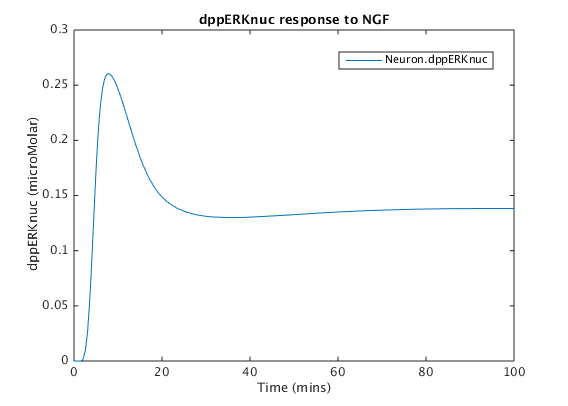 dppERKnuc response to NGF
0.3
Neuron.dppERKnuc
0.25
0.2
0.15
0.1
0.05
0
dppERKnuc (microMolar)
0 20 40 60 80 100
Time (mins)